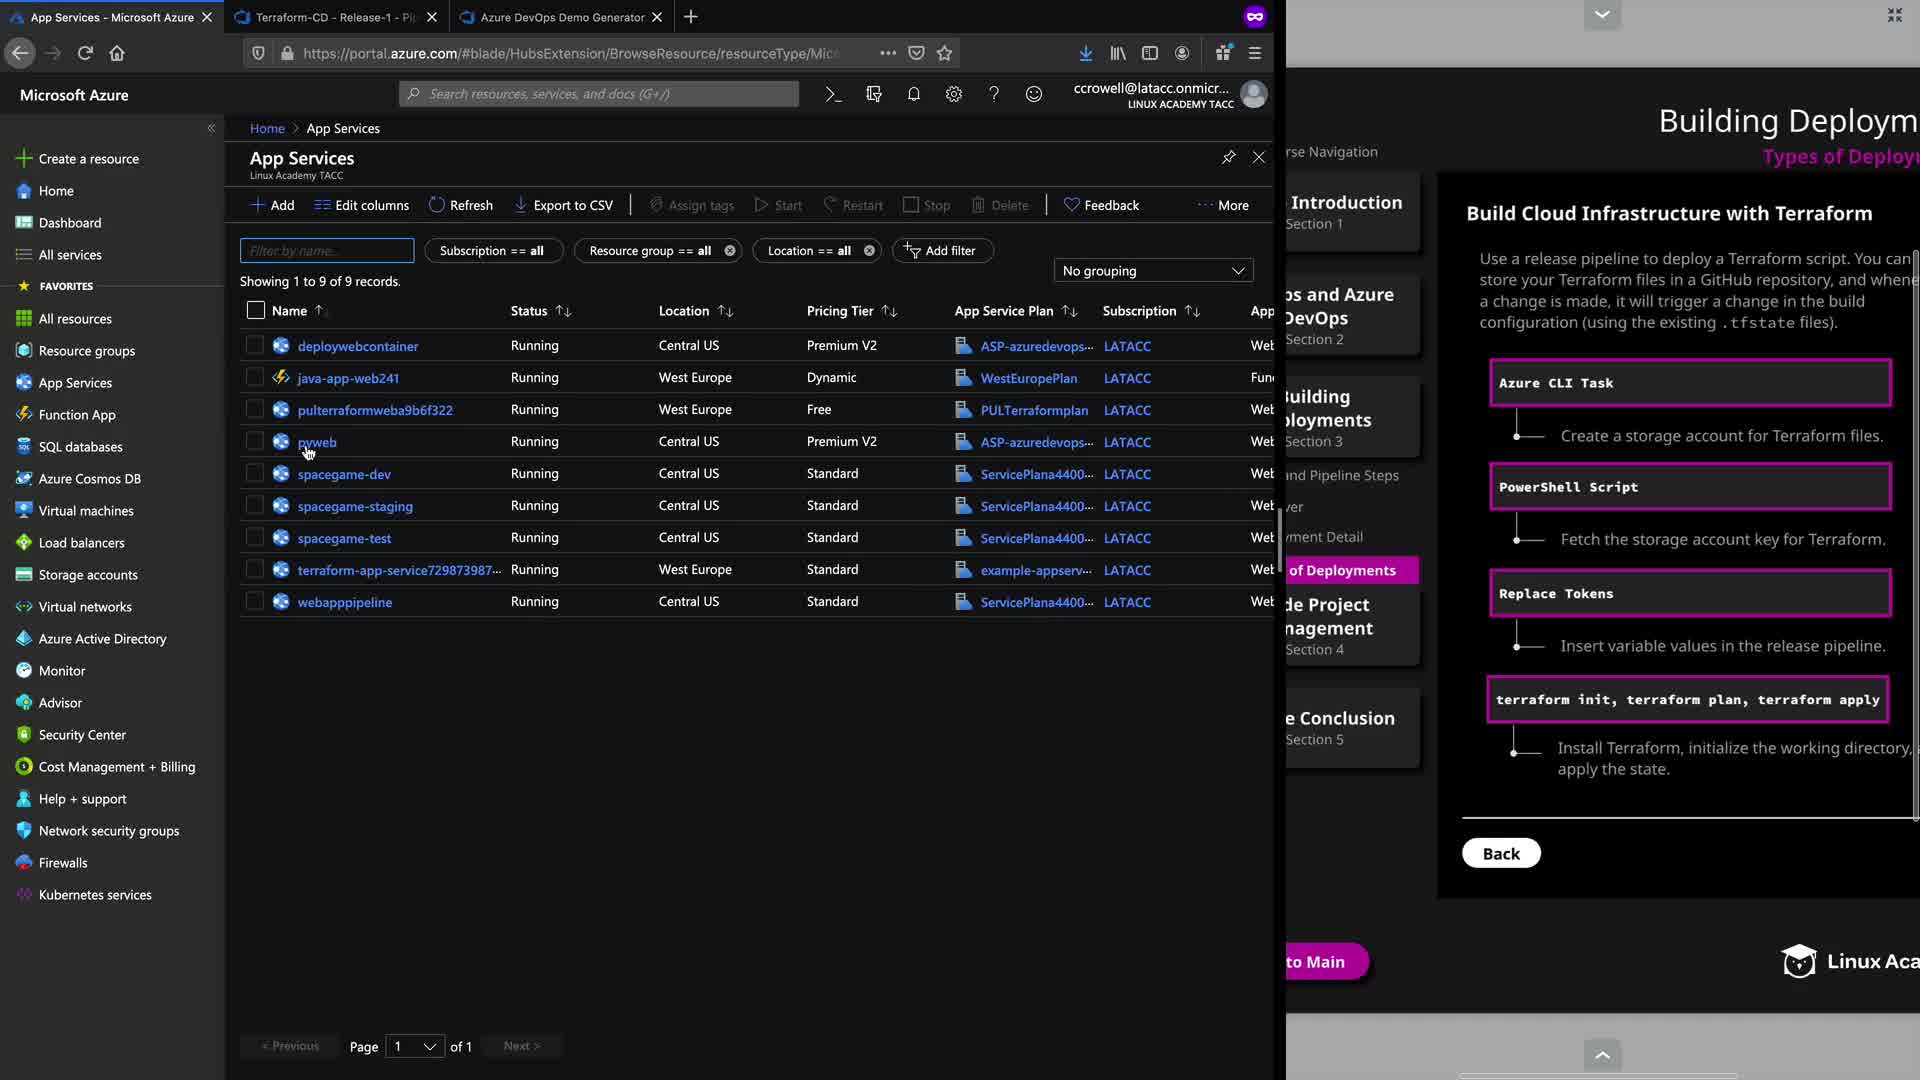 App Services - Microsoft Azure
Terraform-CD - Release-1 - Pip
Azure DevOps Demo Generator
https://portal.azure.com/#blade/HubsExtension/BrowseResource/resourceType/Micr
Microsoft Azure
Search resources, services, and docs (G+/)
ccrowell@latacc.onmicr...
LINUX ACADEMY TACC
Create a resource
Home
Dashboard
All services
FAVORITES
All resources
Resource groups
App Services
Function App
SQL databases
Azure Cosmos DB
Virtual machines
Load balancers
Storage accounts
Virtual networks
Azure Active Directory
Monitor
Advisor
Security Center
Cost Management + Billing
Help + support
Network security groups
Firewalls
Kubernetes services
Home > App Services
App Services
Linux Academy TACC
Add Edit columns Refresh Export to CSV Assign tags Start Restart Stop Delete Feedback ··· More
Filter by name...
Subscription == all
Resource group == all
Location == all
Add filter
Showing 1 to 9 of 9 records.
No grouping
Name Status Location Pricing Tier App Service Plan Subscription App
deploywebcontainer Running Central US Premium V2 ASP-azuredevops... LATACC Web
java-app-web241 Running West Europe Dynamic WestEuropePlan LATACC Func
pulterraformweba9b6f322 Running West Europe Free PULTerraformplan LATACC Web
pyweb Running Central US Premium V2 ASP-azuredevops... LATACC Web
spacegame-dev Running Central US Standard ServicePlana4400... LATACC Web
spacegame-staging Running Central US Standard ServicePlana4400... LATACC Web
spacegame-test Running Central US Standard ServicePlana4400... LATACC Web
terraform-app-service729873987... Running West Europe Standard example-appserv... LATACC Web
webapppipeline Running Central US Standard ServicePlana4400... LATACC Web
< Previous Page 1 of 1 Next >
Building Deploym
Types of Deploy
rse Navigation
Introduction
Section 1
ps and Azure
DevOps
Section 2
Building
ployments
Section 3
and Pipeline Steps
ver
yment Detail
of Deployments
de Project
nagement
Section 4
e Conclusion
Section 5
to Main
Build Cloud Infrastructure with Terraform
Use a release pipeline to deploy a Terraform script. You can
store your Terraform files in a GitHub repository, and whene
a change is made, it will trigger a change in the build
configuration (using the existing .tfstate files).
Azure CLI Task
Create a storage account for Terraform files.
PowerShell Script
Fetch the storage account key for Terraform.
Replace Tokens
Insert variable values in the release pipeline.
terraform init, terraform plan, terraform apply
Install Terraform, initialize the working directory,
apply the state.
Back
Linux Aca